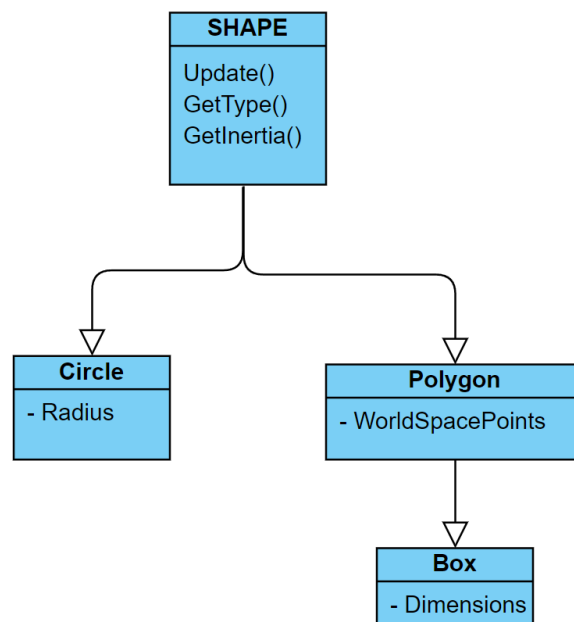 SHAPE
Update()
GetType()
GetInertia()
Circle
- Radius
Polygon
- WorldSpacePoints
Box
- Dimensions